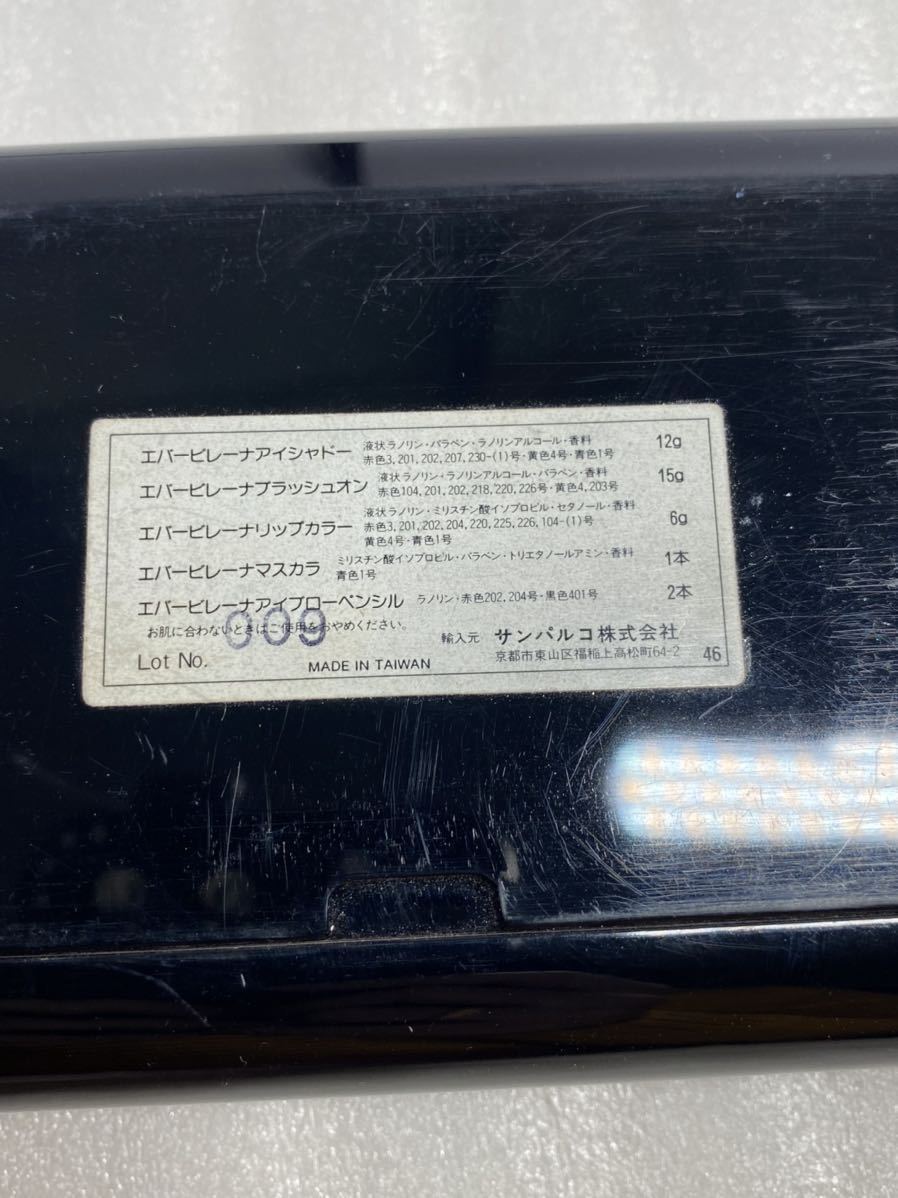 エバービレーナアイシャドー 液状ラノリン・パラベン・ラノリンアルコール・香料 12g
赤色3,201,202,207,230-(1)号・黄色4号・青色1号
エバービレーナブラッシュオン 液状ラノリン・ラノリンアルコール・パラベン・香料 15g
赤色104,201,202,218,220,226号・黄色4,203号
エバービレーナリップカラー 液状ラノリン・ミリスチン酸イソプロピル・セタノール・香料 6g
赤色3,201,202,204,220,225,226,104-(1)号
黄色4号・青色1号
エバービレーナマスカラ ミリスチン酸イソプロピル・パラベン・トリエタノールアミン・香料 1本
青色1号
エバービレーナアイブローペンシル ラノリン・赤色202,204号・黒色401号 2本
お肌に合わないときはご使用をおやめください。 輸入元 サンパルコ株式会社
Lot No. 009 MADE IN TAIWAN 京都市東山区福稲上高松町64-2 46